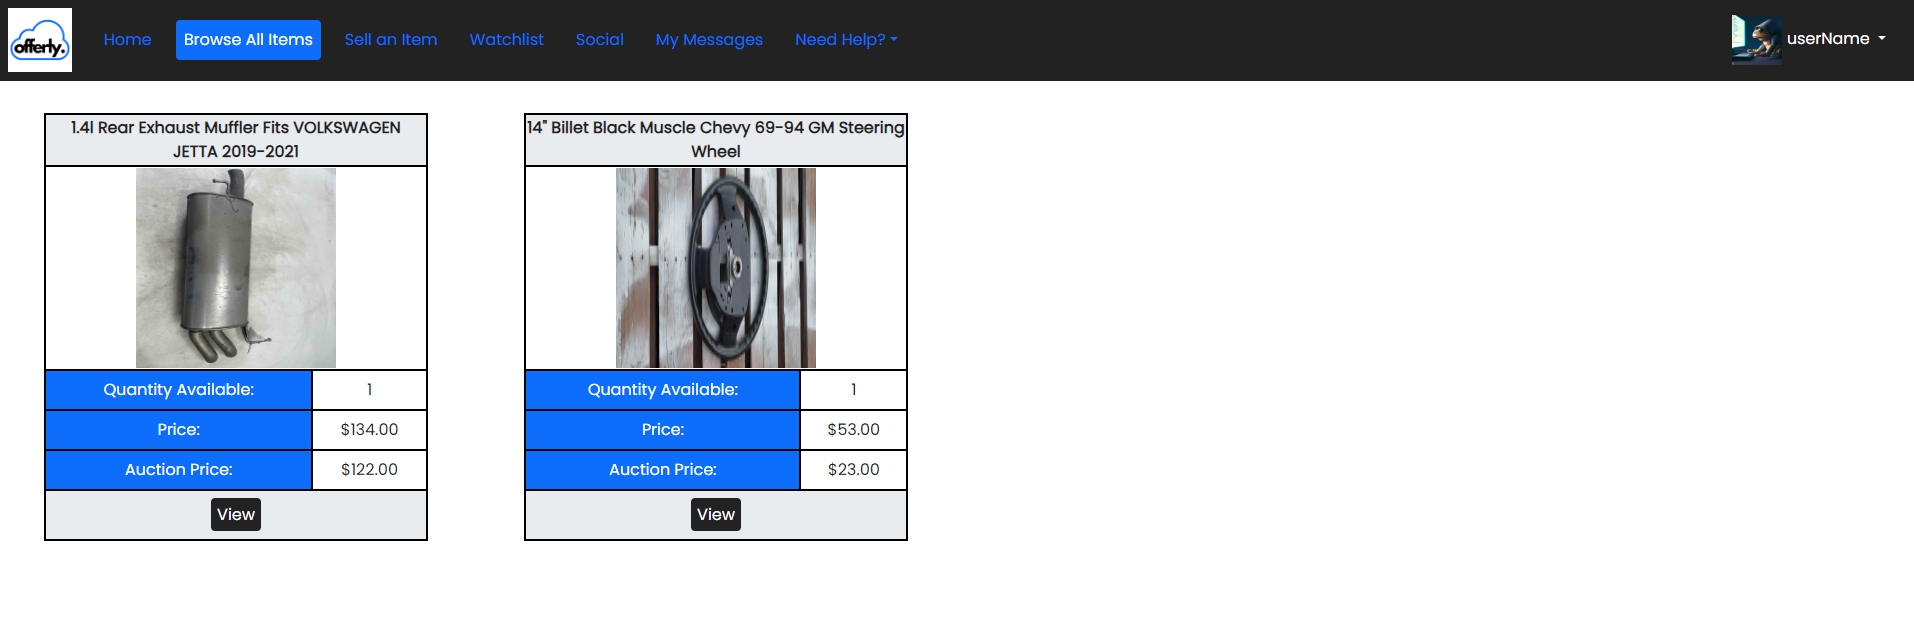 offerly.
Home
Browse All Items
Sell an Item
Watchlist
Social
My Messages
Need Help?
userName
1.4l Rear Exhaust Muffler Fits VOLKSWAGEN
JETTA 2019-2021
Quantity Available: 1
Price: $134.00
Auction Price: $122.00
View
14" Billet Black Muscle Chevy 69-94 GM Steering
Wheel
Quantity Available: 1
Price: $53.00
Auction Price: $23.00
View